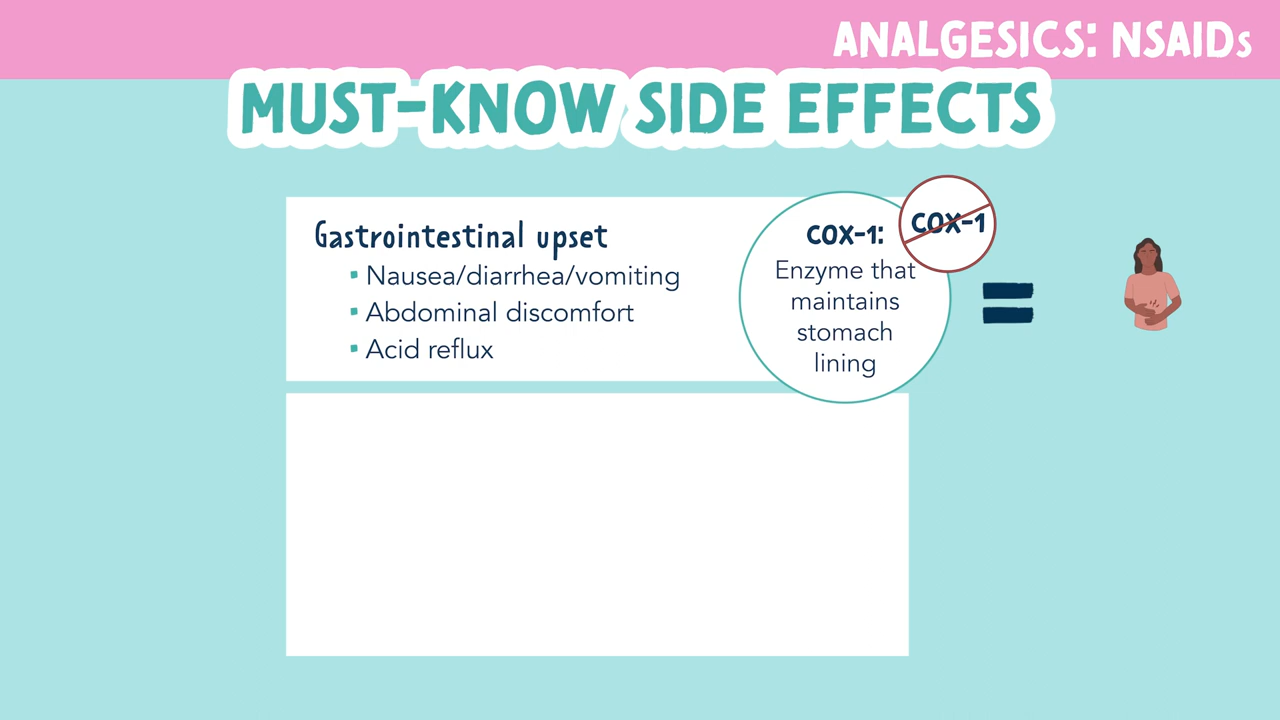 ANALGESICS: NSAIDs
MUST-KNOW SIDE EFFECTS
Gastrointestinal upset
▪ Nausea/diarrhea/vomiting
▪ Abdominal discomfort
▪ Acid reflux
COX-1:
Enzyme that
maintains
stomach
lining
COX-1
=